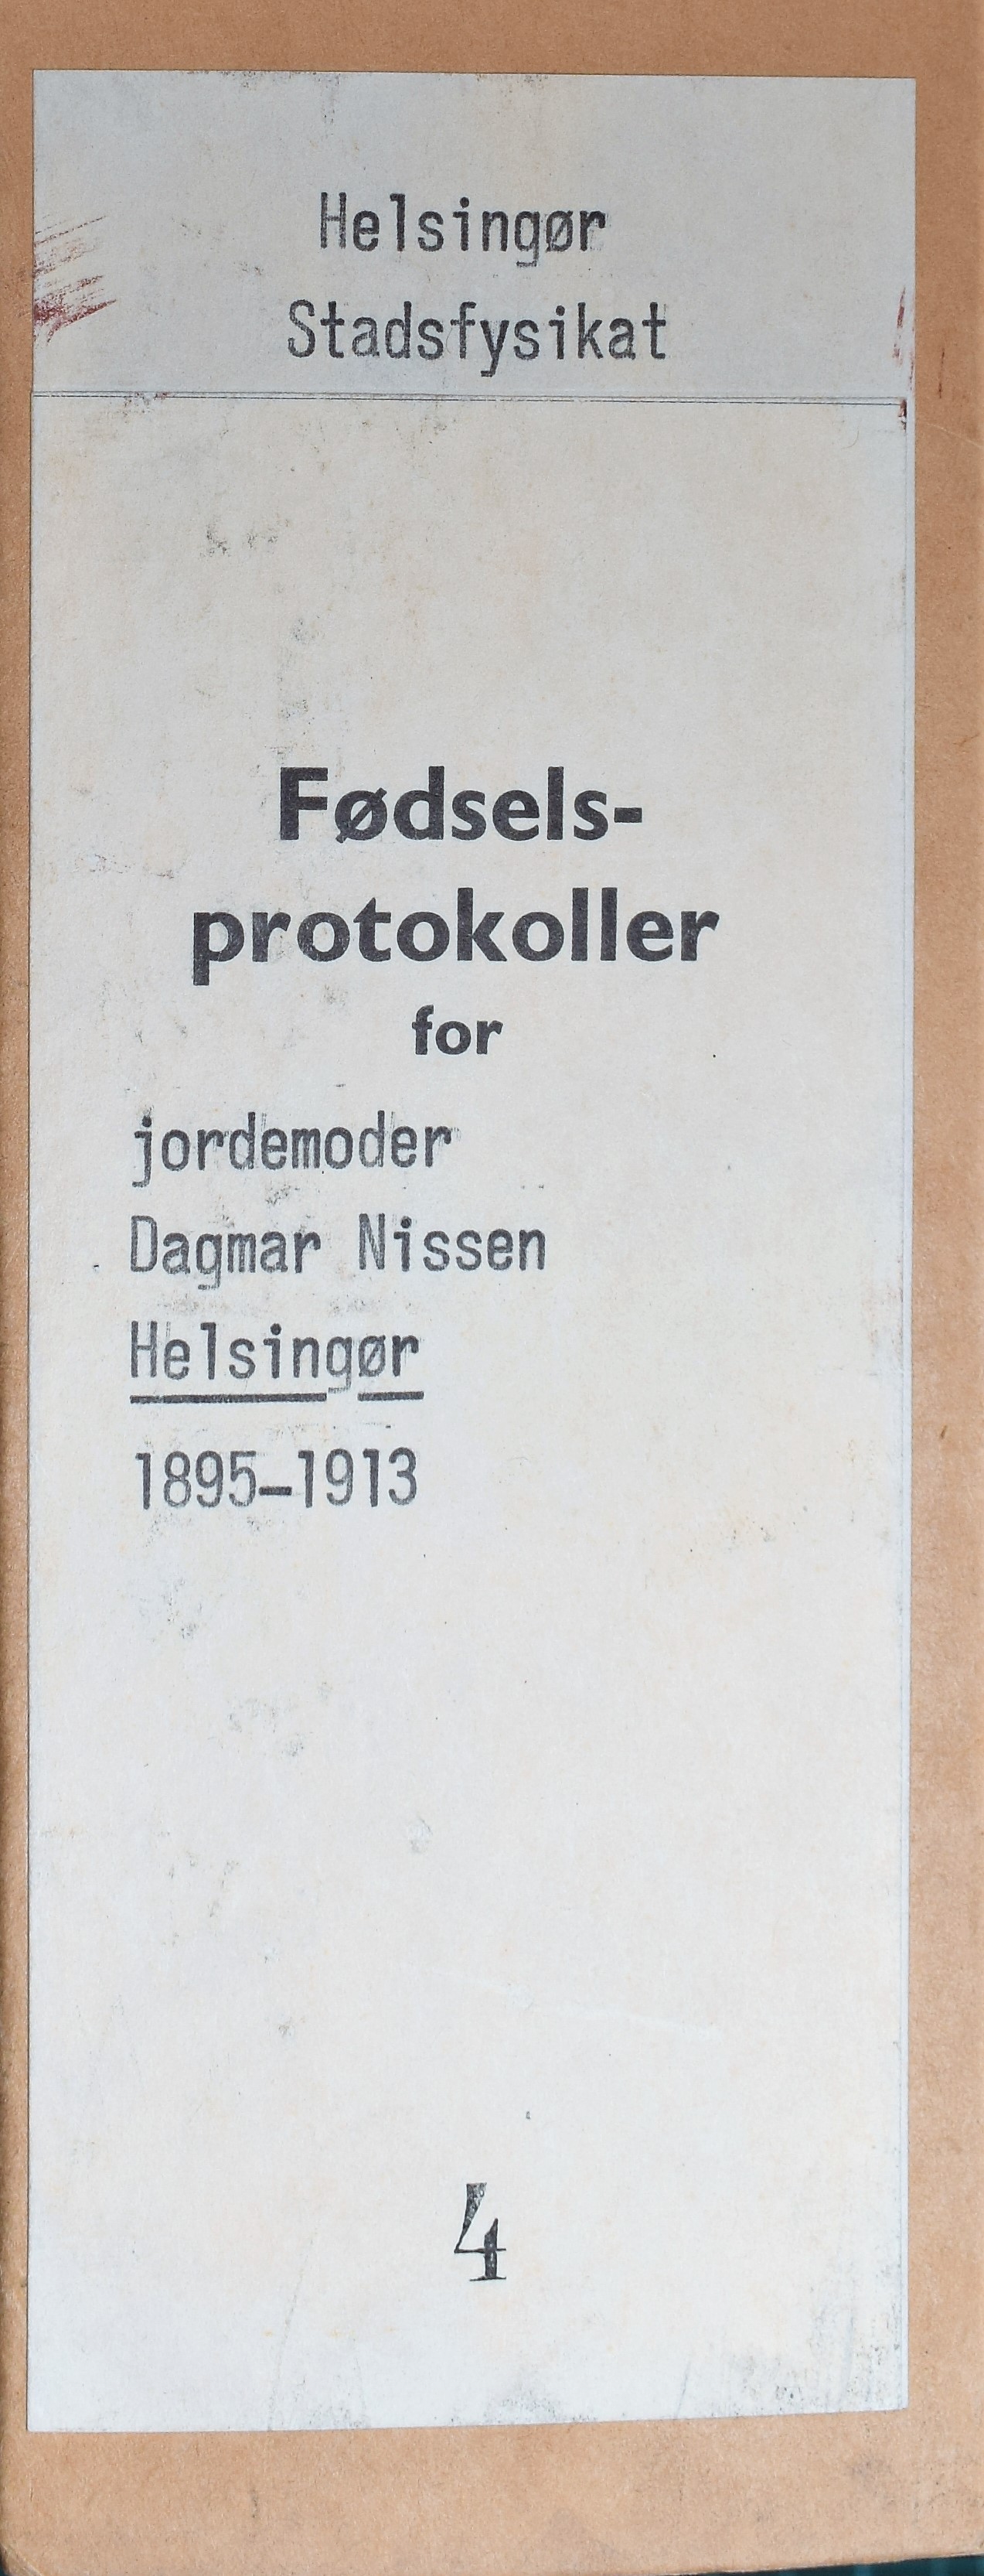 Helsingør
Stadsfysikat
Fødsels-
protokoller
for
jordemoder
Dagmar Nissen
Helsingør
1895-1913
4